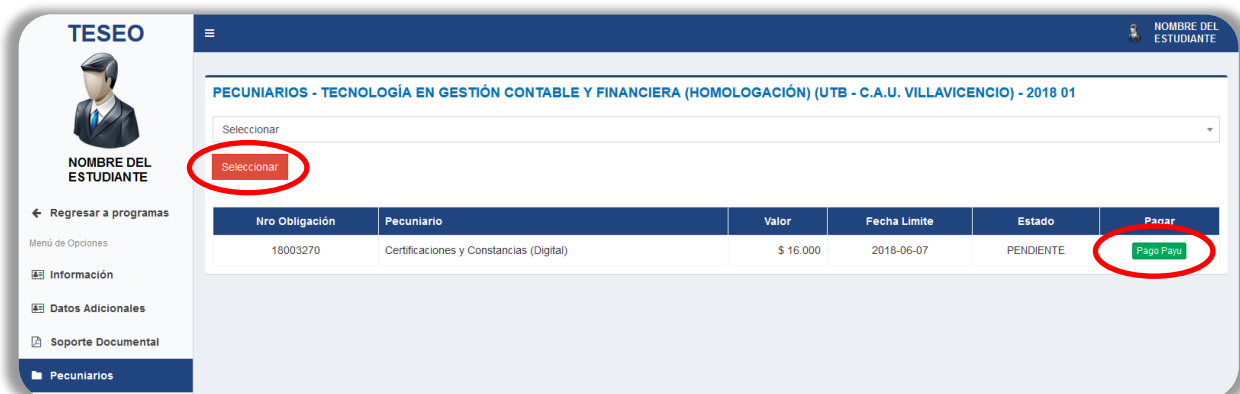 TESEO
NOMBRE DEL
ESTUDIANTE
NOMBRE DEL
ESTUDIANTE
← Regresar a programas
Menú de Opciones
Información
Datos Adicionales
Soporte Documental
Pecuniarios
PECUNIARIOS - TECNOLOGÍA EN GESTIÓN CONTABLE Y FINANCIERA (HOMOLOGACIÓN) (UTB - C.A.U. VILLAVICENCIO) - 2018 01
Seleccionar
Seleccionar
Nro Obligación Pecuniario Valor Fecha Limite Estado Pagar
18003270 Certificaciones y Constancias (Digital) $ 16.000 2018-06-07 PENDIENTE Pago Payu